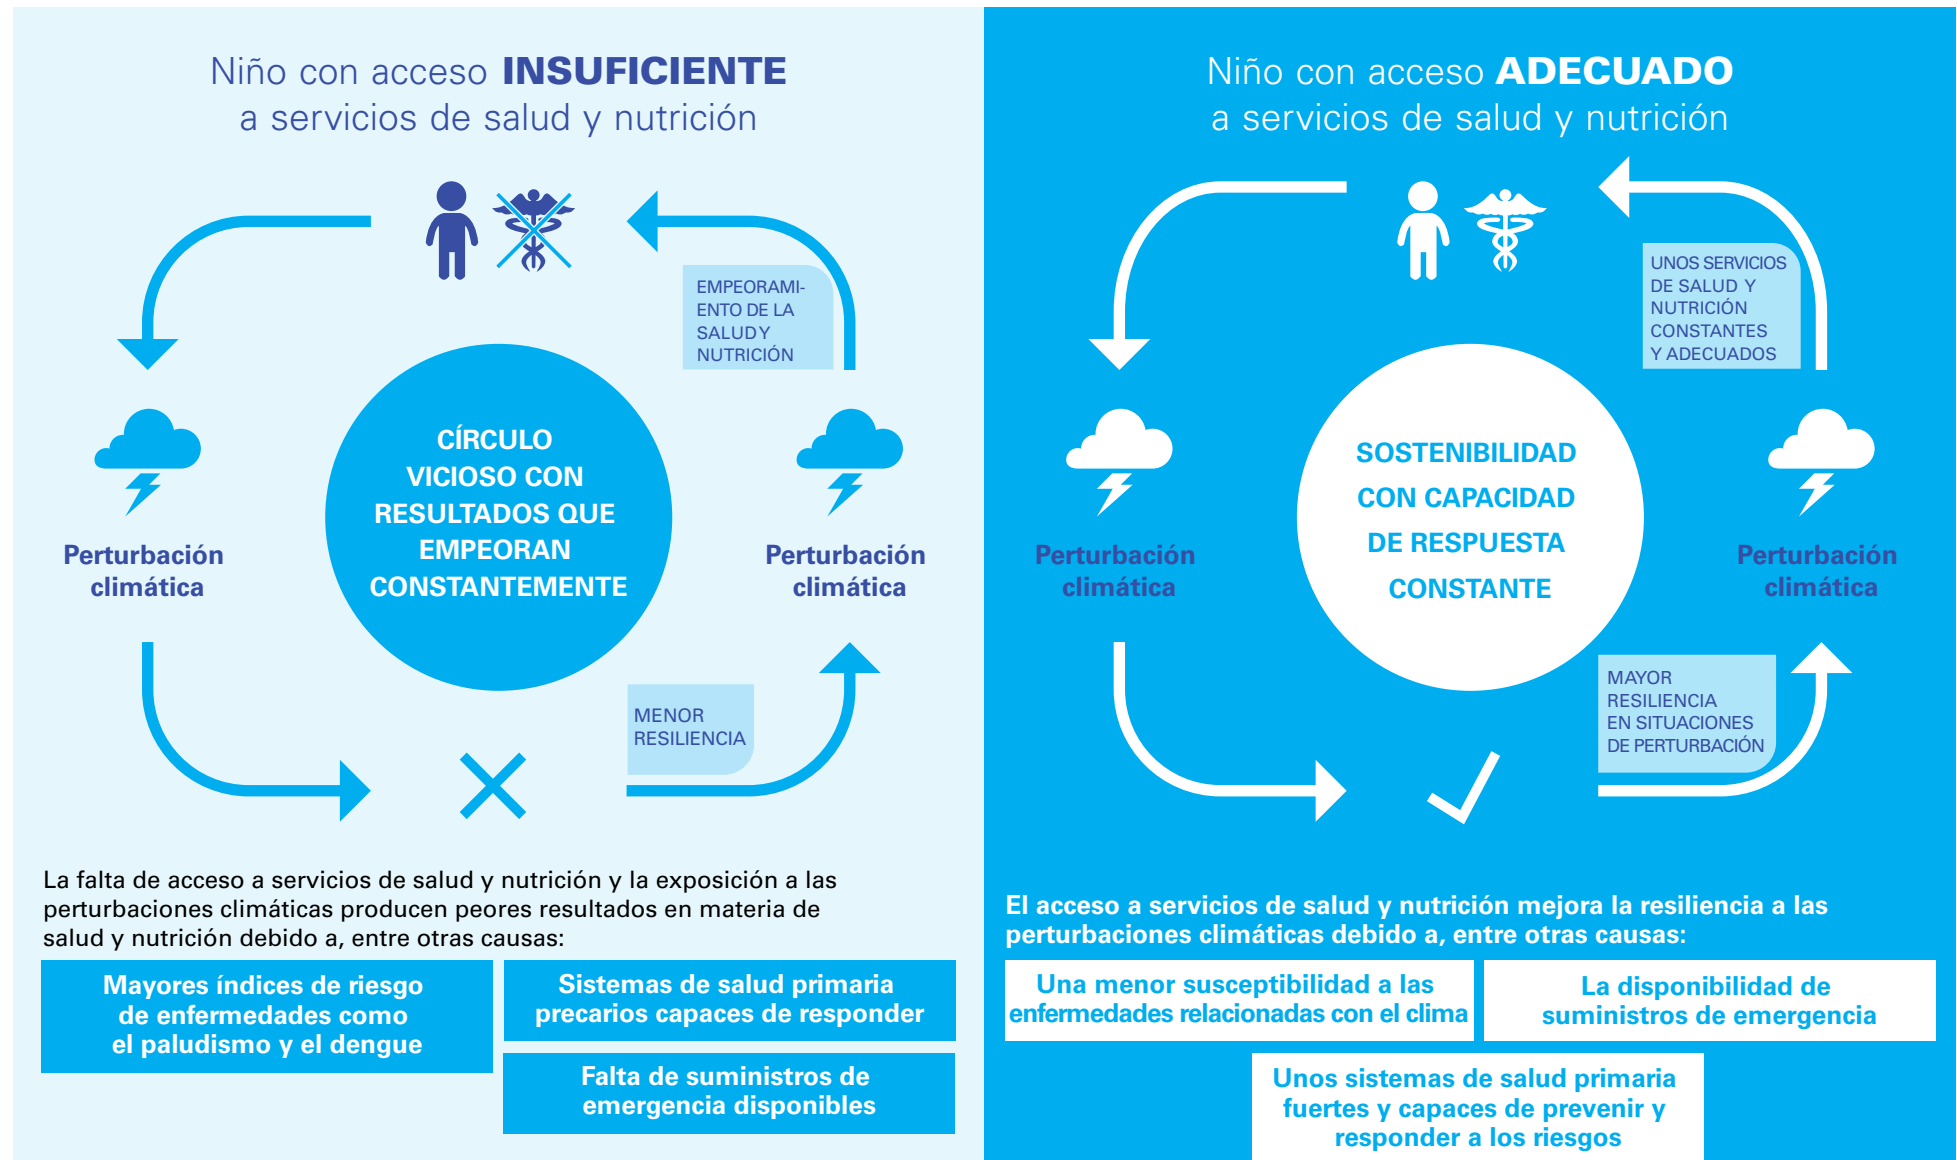 Niño con acceso INSUFICIENTE
a servicios de salud y nutrición
EMPEORAMI-
ENTO DE LA
SALUD Y
NUTRICIÓN
CÍRCULO
VICIOSO CON
RESULTADOS QUE
EMPEORAN
CONSTANTEMENTE
Perturbación
climática
Perturbación
climática
MENOR
RESILIENCIA
La falta de acceso a servicios de salud y nutrición y la exposición a las
perturbaciones climáticas producen peores resultados en materia de
salud y nutrición debido a, entre otras causas:
Mayores índices de riesgo
de enfermedades como
el paludismo y el dengue
Sistemas de salud primaria
precarios capaces de responder
Falta de suministros de
emergencia disponibles
Niño con acceso ADECUADO
a servicios de salud y nutrición
UNOS SERVICIOS
DE SALUD Y
NUTRICIÓN
CONSTANTES
Y ADECUADOS
SOSTENIBILIDAD
CON CAPACIDAD
DE RESPUESTA
CONSTANTE
Perturbación
climática
Perturbación
climática
MAYOR
RESILIENCIA
EN SITUACIONES
DE PERTURBACIÓN
El acceso a servicios de salud y nutrición mejora la resiliencia a las
perturbaciones climáticas debido a, entre otras causas:
Una menor susceptibilidad a las
enfermedades relacionadas con el clima
La disponibilidad de
suministros de emergencia
Unos sistemas de salud primaria
fuertes y capaces de prevenir y
responder a los riesgos